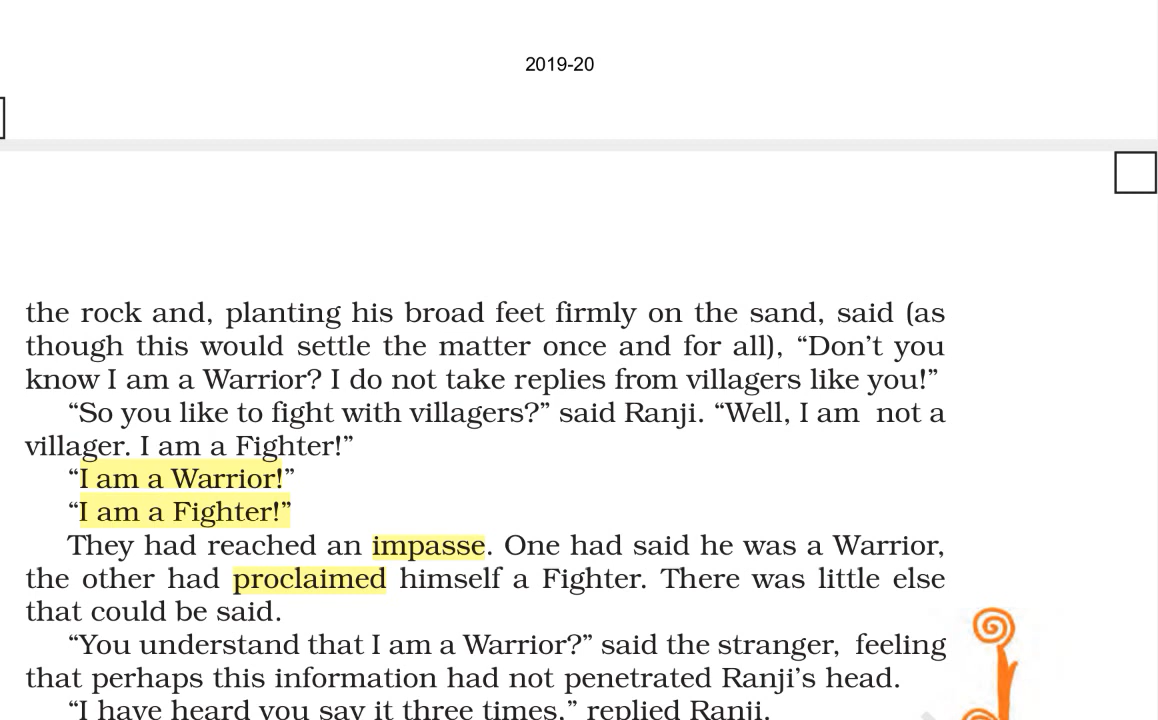 2019-20
the rock and, planting his broad feet firmly on the sand, said (as
though this would settle the matter once and for all), “Don’t you
know I am a Warrior? I do not take replies from villagers like you!”
“So you like to fight with villagers?” said Ranji. “Well, I am not a
villager. I am a Fighter!”
“I am a Warrior!”
“I am a Fighter!”
They had reached an impasse. One had said he was a Warrior,
the other had proclaimed himself a Fighter. There was little else
that could be said.
“You understand that I am a Warrior?” said the stranger, feeling
that perhaps this information had not penetrated Ranji’s head.
“I have heard you say it three times,” replied Ranji.